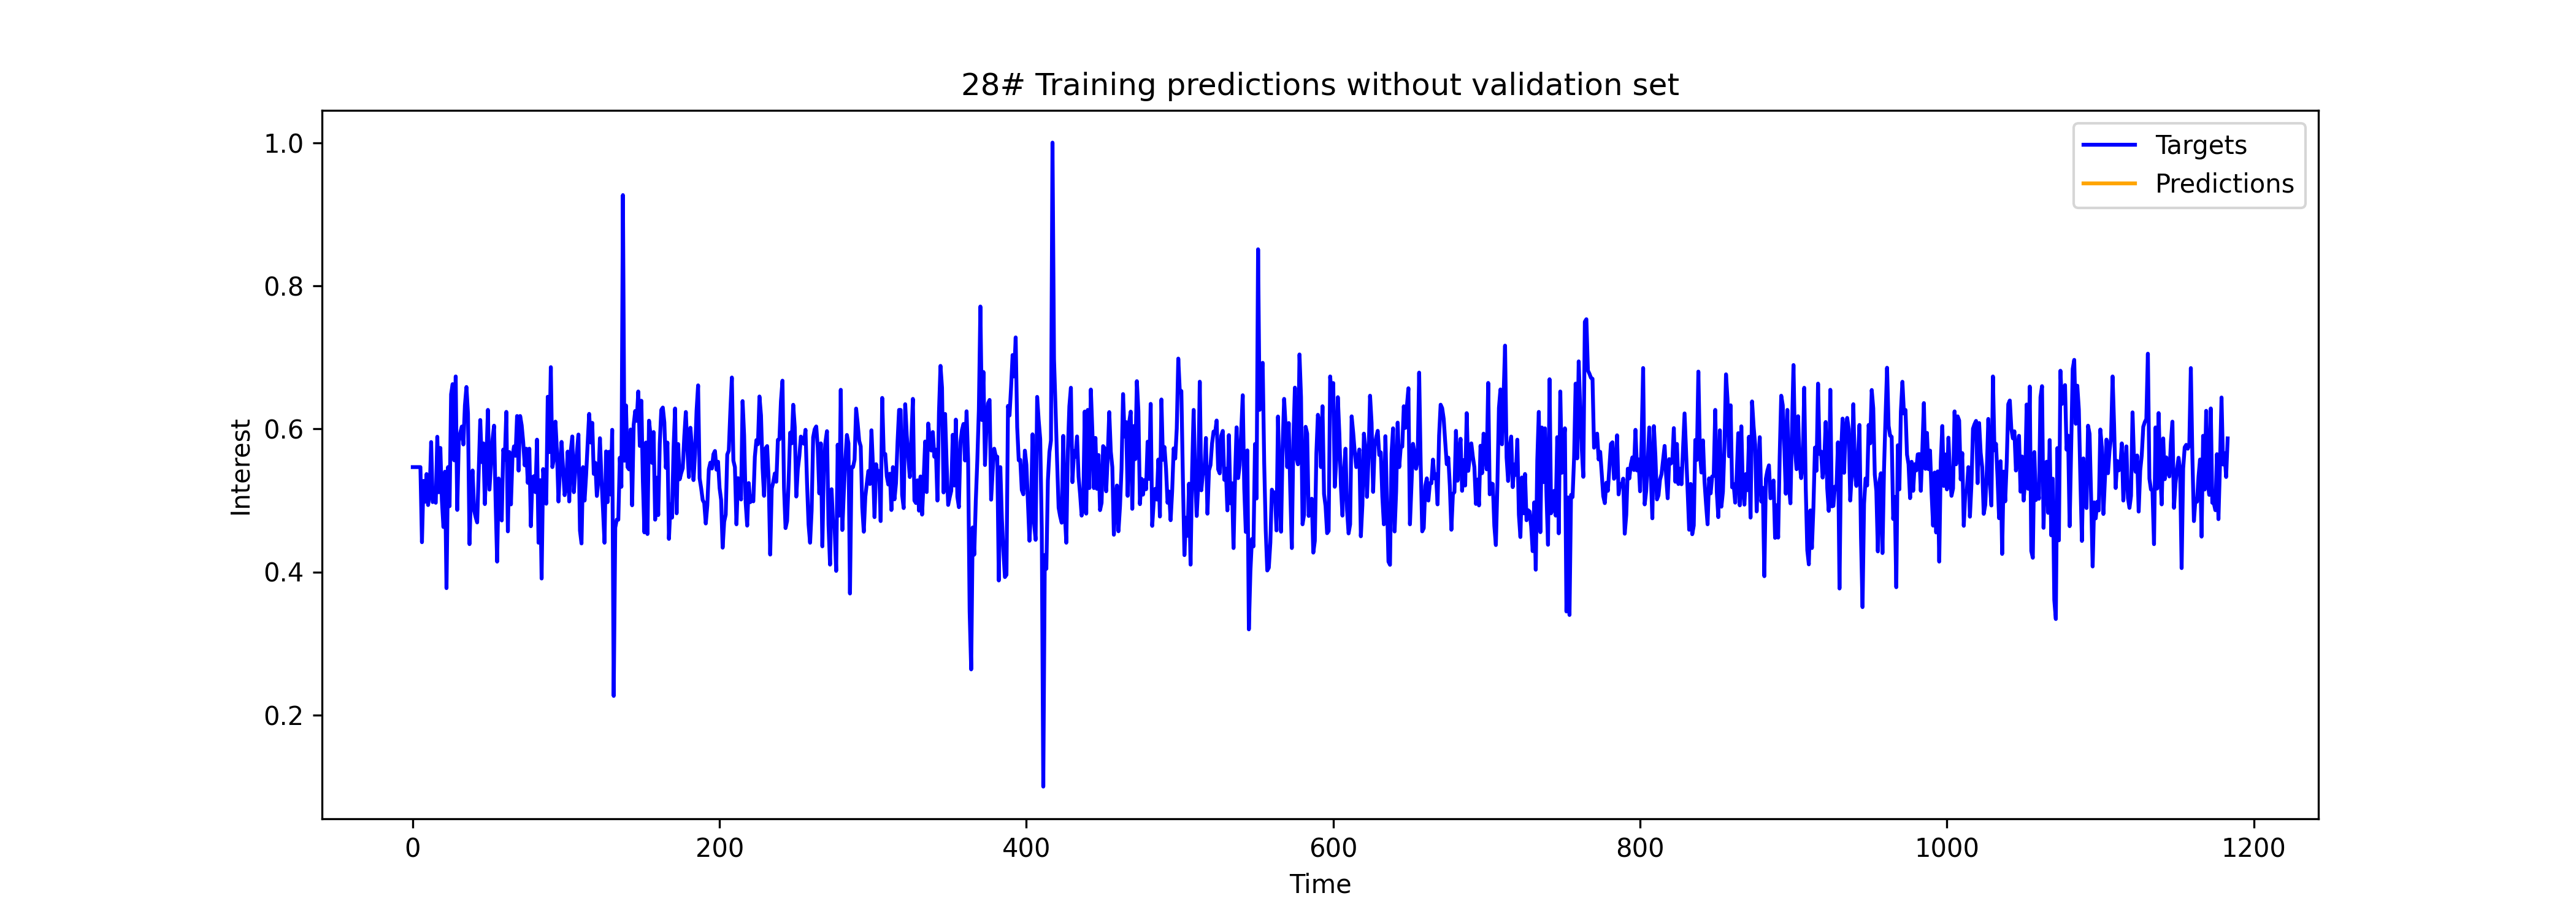 28# Training predictions without validation set
Targets
Predictions
1.0
0.8
0.6
0.4
0.2
Interest
0 200 400 600 800 1000 1200
Time